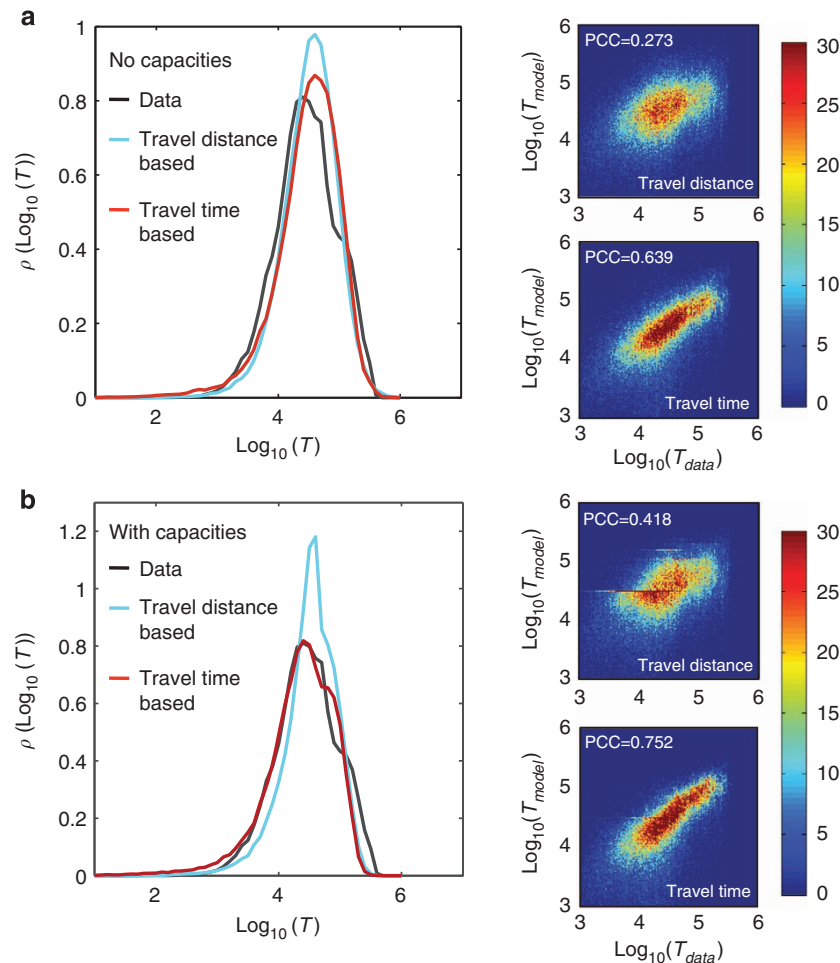 a
No capacities
Data
Travel distance
based
Travel time
based
1
0.8
0.6
0.4
0.2
0
ρ (Log10 (T))
2
4
6
Log10 (T)
PCC=0.273
Travel distance
6
5
4
3
Log10(Tmodel)
3
4
5
6
PCC=0.639
Travel time
6
5
4
3
Log10(Tmodel)
3
4
5
6
Log10(Tdata)
30
25
20
15
10
5
0
b
With capacities
Data
Travel distance
based
Travel time
based
1.2
1
0.8
0.6
0.4
0.2
0
ρ (Log10 (T))
2
4
6
Log10 (T)
PCC=0.418
Travel distance
6
5
4
3
Log10(Tmodel)
3
4
5
6
PCC=0.752
Travel time
6
5
4
3
Log10(Tmodel)
3
4
5
6
Log10(Tdata)
30
25
20
15
10
5
0